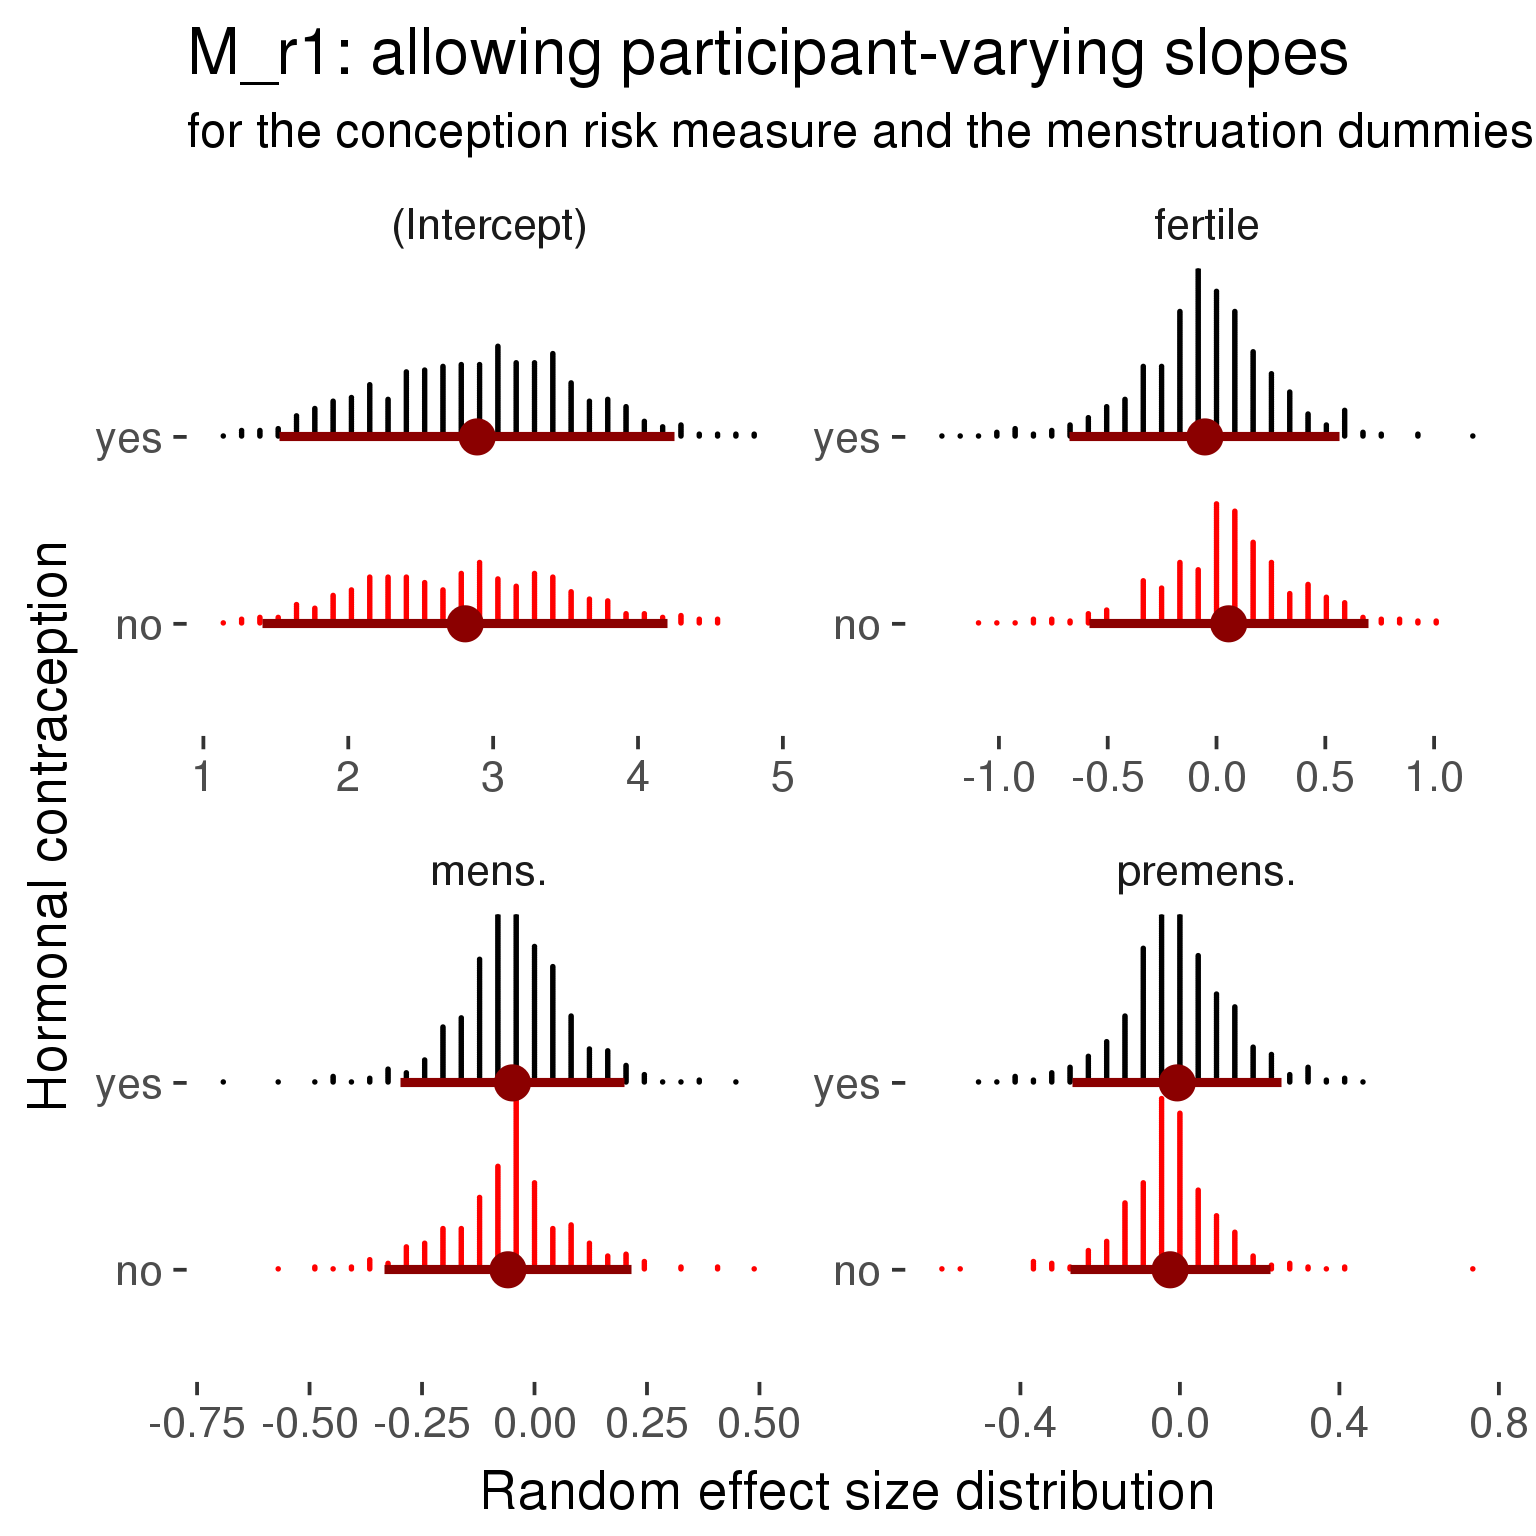 M_r1: allowing participant-varying slopes
for the conception risk measure and the menstruation dummies
(Intercept)
fertile
yes
no
yes
no
1 2 3 4 5
-1.0 -0.5 0.0 0.5 1.0
mens.
premens.
yes
no
yes
no
-0.75 -0.50 -0.25 0.00 0.25 0.50
-0.4 0.0 0.4 0.8
Hormonal contraception
Random effect size distribution